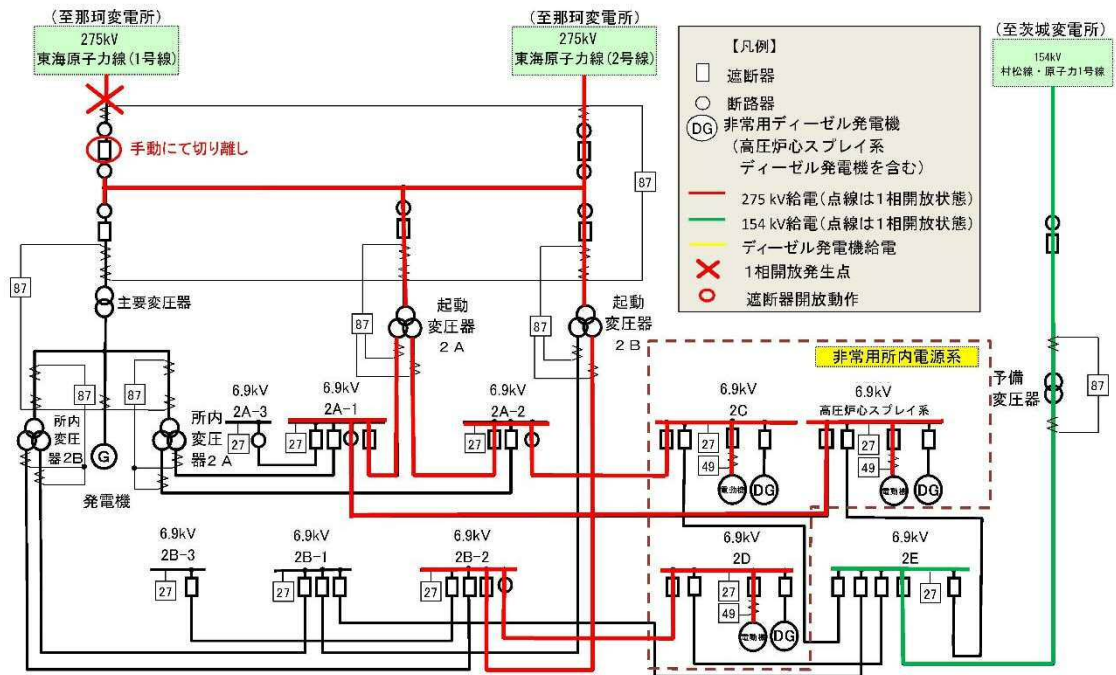 (至那珂変電所)
275kV
東海原子力線(1号線)
(至那珂変電所)
275kV
東海原子力線(2号線)
(至茨城変電所)
154kV
村松線・原子力1号線
【凡例】
遮断器
断路器
DG
非常用ディーゼル発電機
(高圧炉心スプレイ系
ディーゼル発電機を含む)
275 kV給電(点線は1相開放状態)
154 kV給電(点線は1相開放状態)
ディーゼル発電機給電
1相開放発生点
遮断器開放動作
手動にて切り離し
87
87
主要変圧器
87
起動
変圧器
2A
87
起動
変圧器
2B
非常用所内電源系
予備
変圧器
87
87
87
所内
変圧
器2B
G
発電機
所内
変圧
器2A
6.9kV
2A-3
27
6.9kV
2A-1
27
6.9kV
2A-2
27
6.9kV
2C
27
49
電動機
DG
6.9kV
高圧炉心スプレイ系
27
49
電動機
DG
6.9kV
2B-3
27
6.9kV
2B-1
27
6.9kV
2B-2
27
6.9kV
2D
27
49
電動機
DG
6.9kV
2E
27